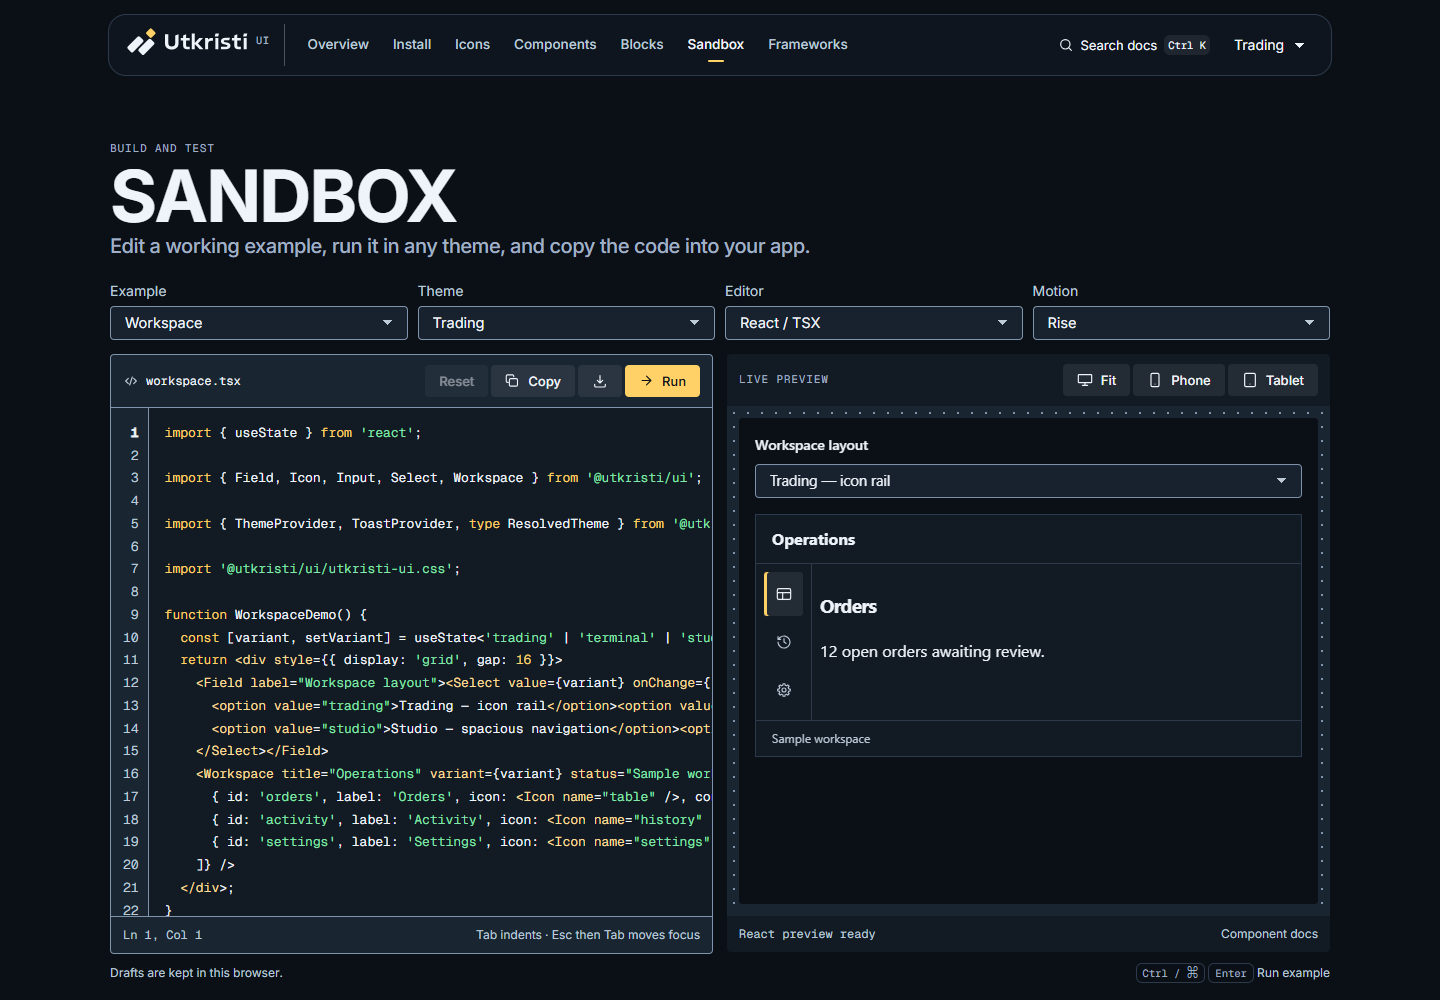 Utkristi UI
Overview
Install
Icons
Components
Blocks
Sandbox
Frameworks
Search docs Ctrl K
Trading
BUILD AND TEST
SANDBOX
Edit a working example, run it in any theme, and copy the code into your app.
Example
Workspace
Theme
Trading
Editor
React / TSX
Motion
Rise
workspace.tsx
Reset
Copy
Run
1 import { useState } from 'react';
2
3 import { Field, Icon, Input, Select, Workspace } from '@utkristi/ui';
4
5 import { ThemeProvider, ToastProvider, type ResolvedTheme } from '@utk
6
7 import '@utkristi/ui/utkristi-ui.css';
8
9 function WorkspaceDemo() {
10 const [variant, setVariant] = useState<'trading' | 'terminal' | 'stu
11 return <div style={{ display: 'grid', gap: 16 }}>
12 <Field label="Workspace layout"><Select value={variant} onChange={
13 <option value="trading">Trading — icon rail</option><option valu
14 <option value="studio">Studio — spacious navigation</option><opt
15 </Select></Field>
16 <Workspace title="Operations" variant={variant} status="Sample wor
17 { id: 'orders', label: 'Orders', icon: <Icon name="table" />, co
18 { id: 'activity', label: 'Activity', icon: <Icon name="history"
19 { id: 'settings', label: 'Settings', icon: <Icon name="settings"
20 ]} />
21 </div>;
22 }
Ln 1, Col 1
Tab indents · Esc then Tab moves focus
LIVE PREVIEW
Fit
Phone
Tablet
Workspace layout
Trading — icon rail
Operations
Orders
12 open orders awaiting review.
Sample workspace
React preview ready
Component docs
Drafts are kept in this browser.
Ctrl / ⌘ Enter Run example